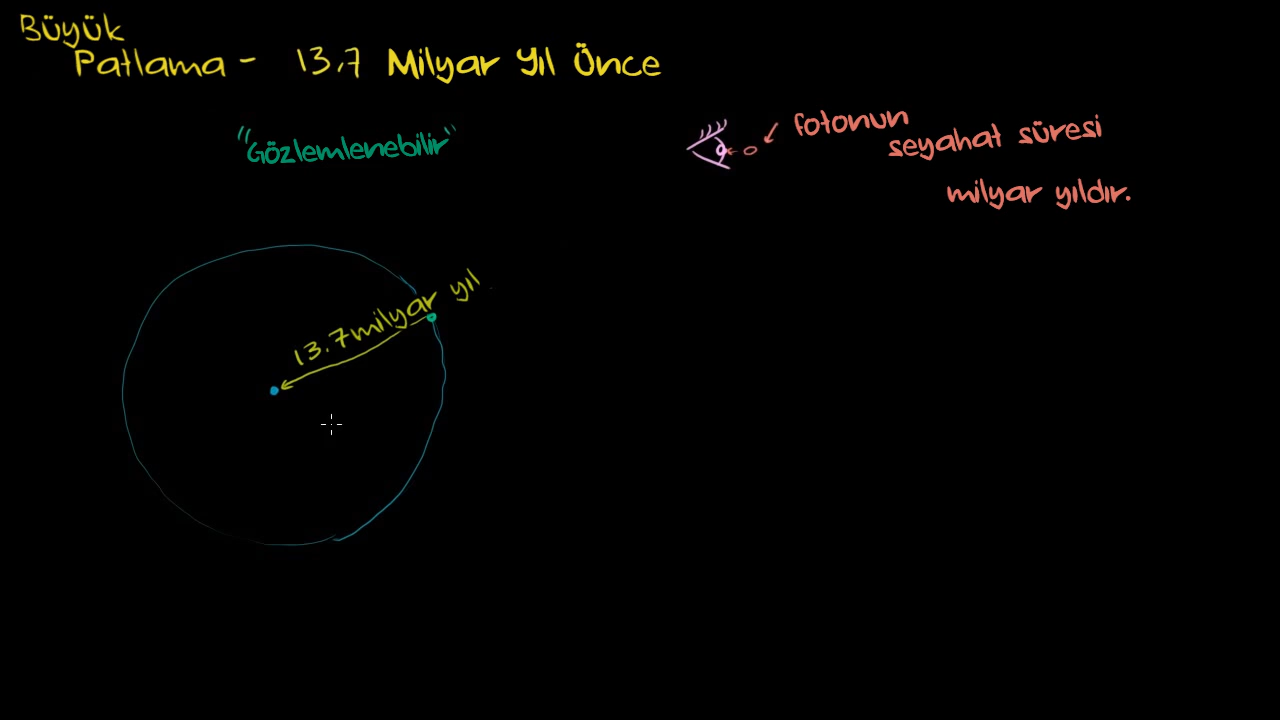 Büyük
Patlama - 13,7 Milyar Yıl Önce
"Gözlemlenebilir"
fotonun
seyahat süresi
milyar yıldır.
13.7 milyar yıl